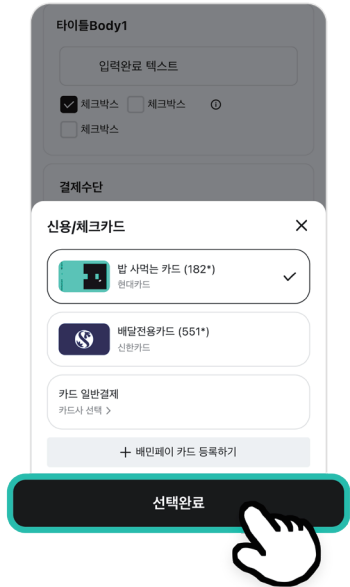 타이틀Body1
입력완료 텍스트
체크박스 체크박스
체크박스
결제수단
신용/체크카드
밥 사먹는 카드 (182*)
현대카드
배달전용카드 (551*)
신한카드
카드 일반결제
카드사 선택 >
+ 배민페이 카드 등록하기
선택완료